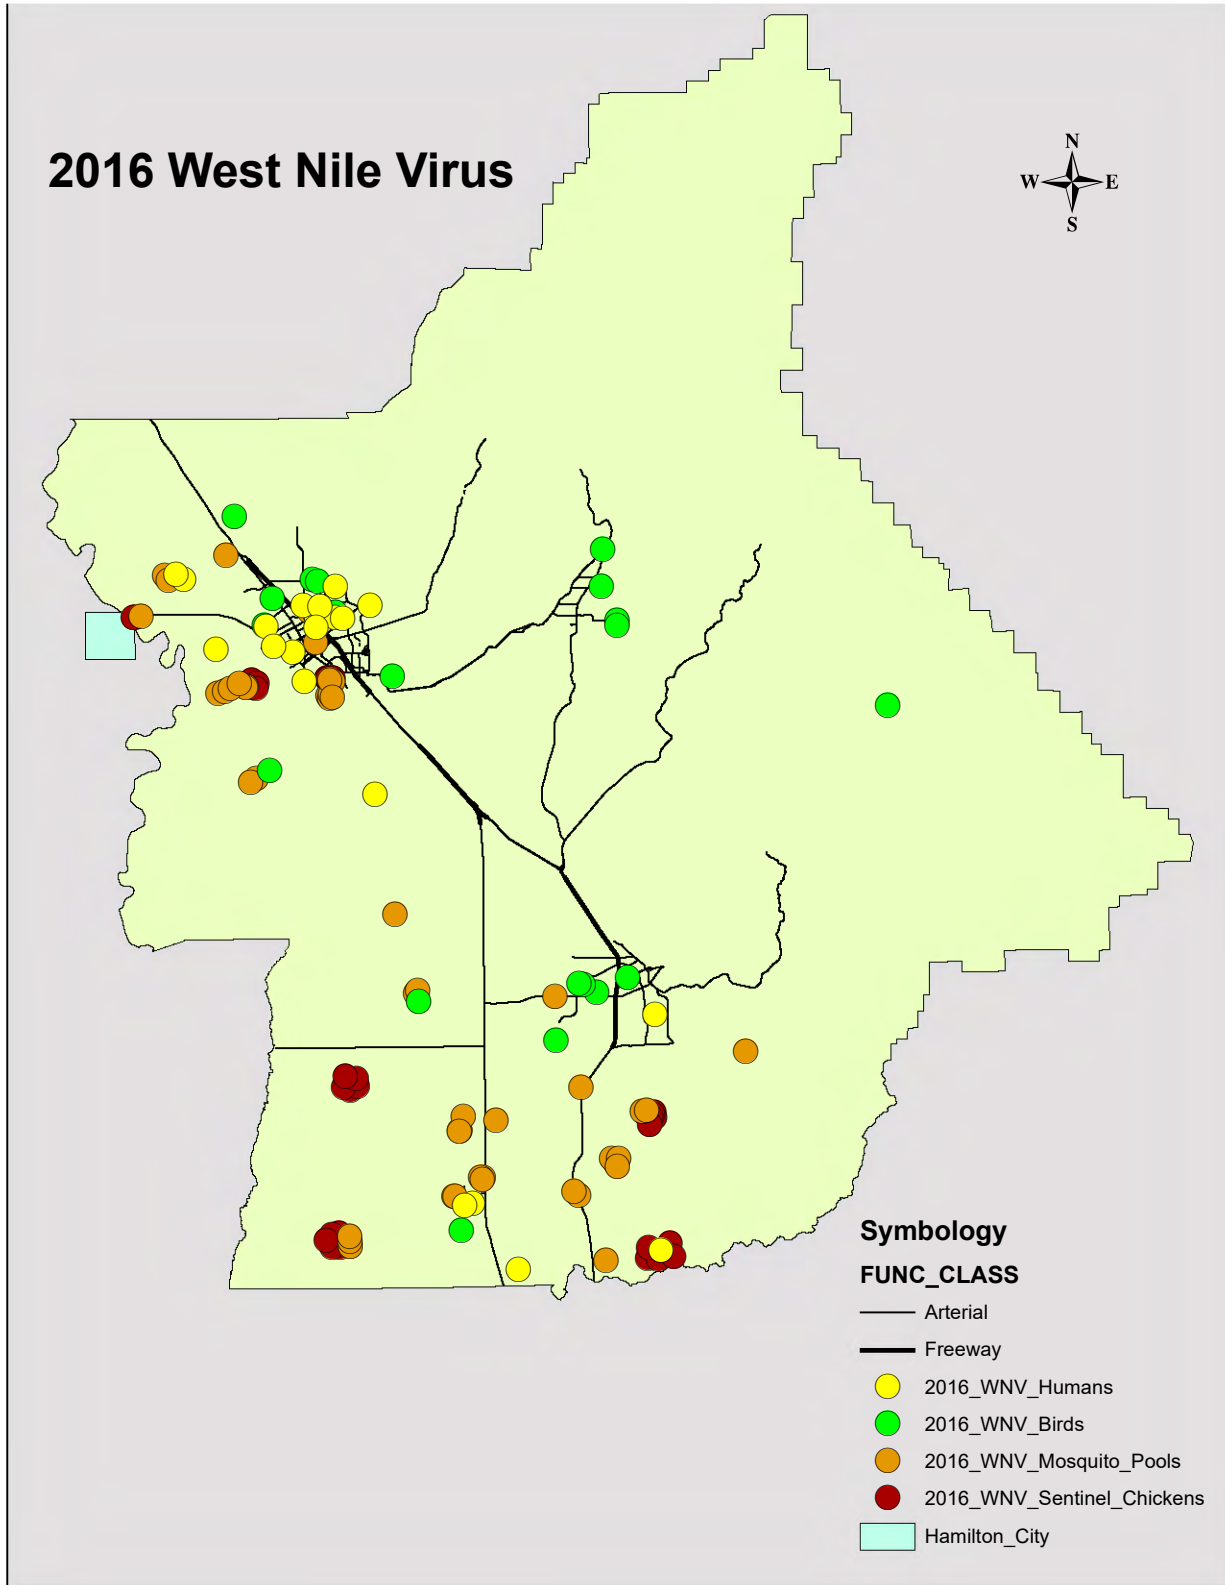 2016 West Nile Virus
N
W E
S
Symbology
FUNC_CLASS
Arterial
Freeway
2016_WNV_Humans
2016_WNV_Birds
2016_WNV_Mosquito_Pools
2016_WNV_Sentinel_Chickens
Hamilton_City